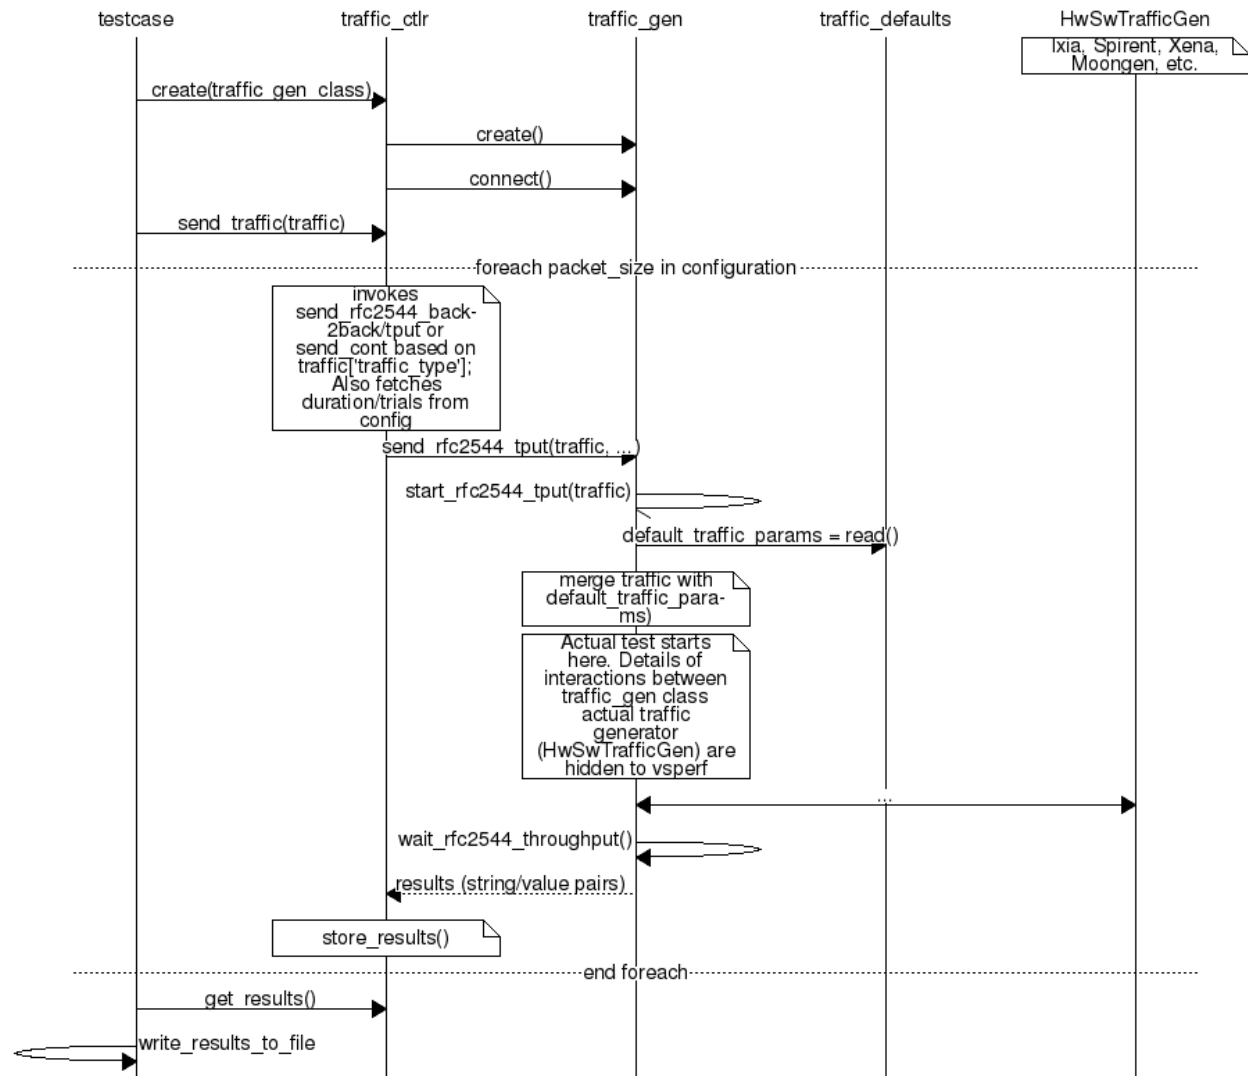 testcase
traffic_ctlr
traffic_gen
traffic_defaults
HwSwTrafficGen
Ixia, Spirent, Xena,
Moongen, etc.
create(traffic_gen_class)
create()
connect()
send_traffic(traffic)
foreach packet_size in configuration
invokes
send_rfc2544_back-
2back/tput or
send_cont based on
traffic['traffic_type'];
Also fetches
duration/trials from
config
send_rfc2544_tput(traffic, ...)
start_rfc2544_tput(traffic)
default_traffic_params = read()
merge traffic with
default_traffic_para-
ms)
Actual test starts
here. Details of
interactions between
traffic_gen class
actual traffic
generator
(HwSwTrafficGen) are
hidden to vsperf
...
wait_rfc2544_throughput()
results (string/value pairs)
store_results()
end foreach
get_results()
write_results_to_file